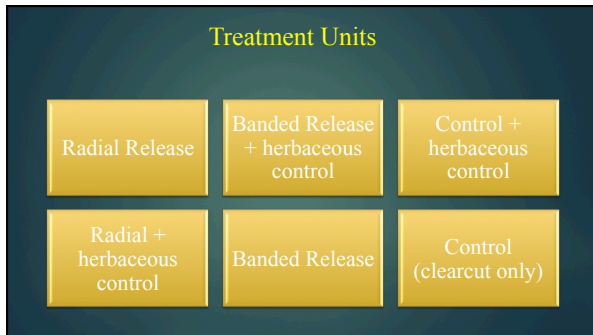 Treatment Units
Radial Release
Banded Release
+ herbaceous
control
Control +
herbaceous
control
Radial +
herbaceous
control
Banded Release
Control
(clearcut only)